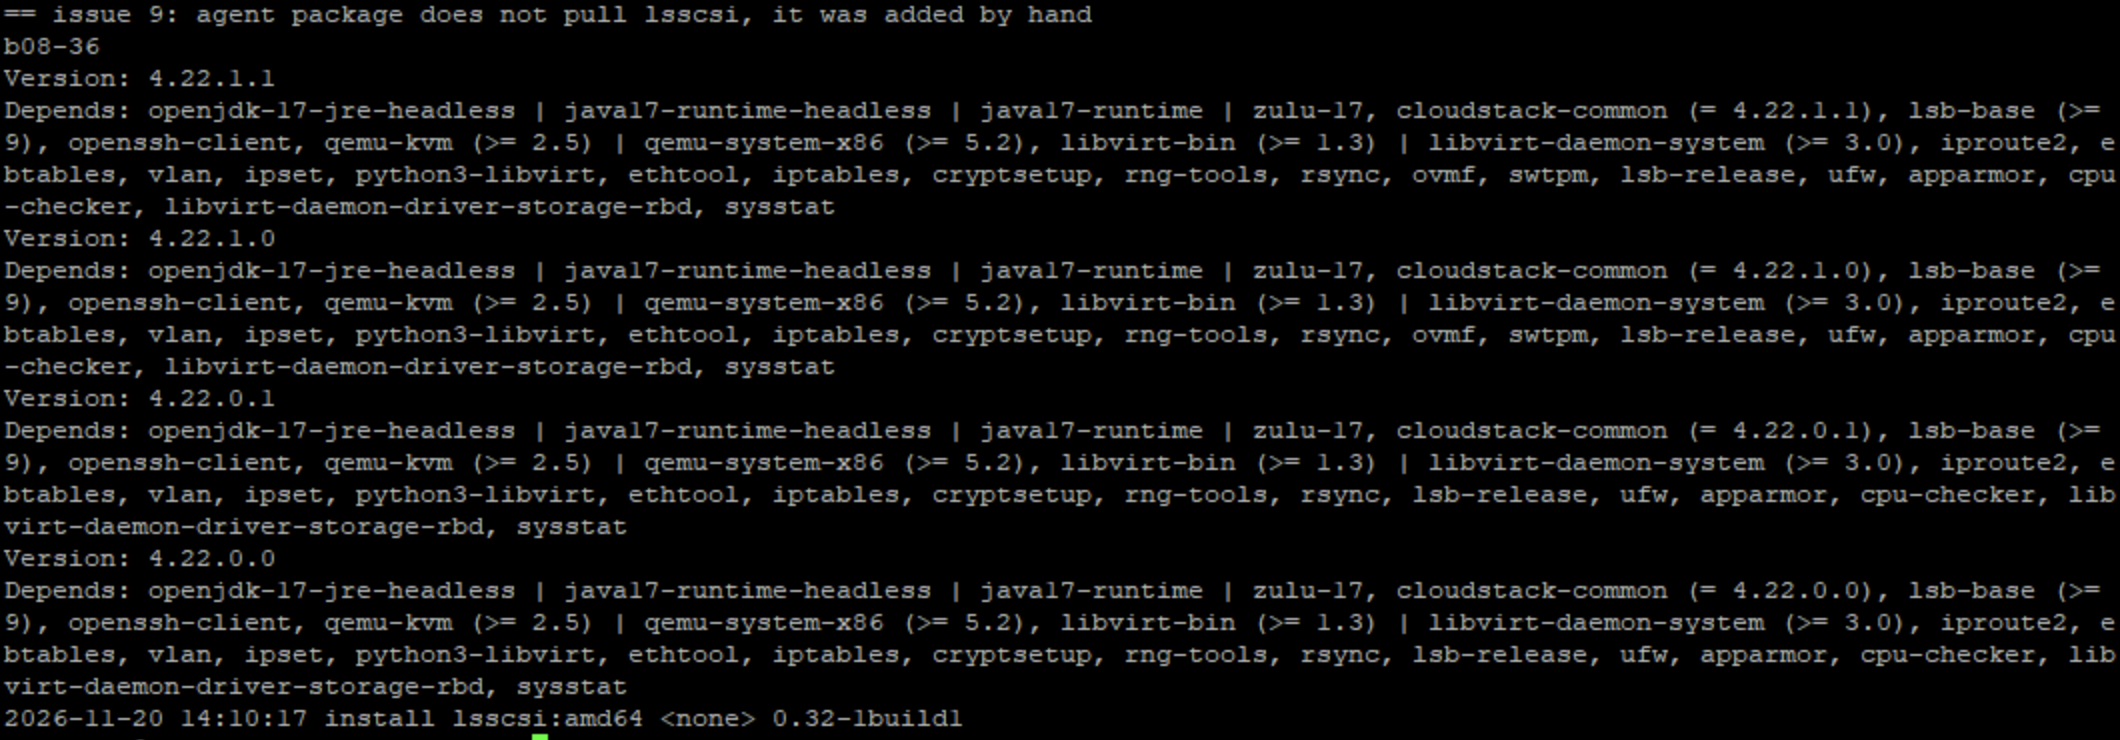 == issue 9: agent package does not pull lsscsi, it was added by hand
b08-36
Version: 4.22.1.1
Depends: openjdk-17-jre-headless | java17-runtime-headless | java17-runtime | zulu-17, cloudstack-common (= 4.22.1.1), lsb-base (>=
9), openssh-client, qemu-kvm (>= 2.5) | qemu-system-x86 (>= 5.2), libvirt-bin (>= 1.3) | libvirt-daemon-system (>= 3.0), iproute2, e
btables, vlan, ipset, python3-libvirt, ethtool, iptables, cryptsetup, rng-tools, rsync, ovmf, swtpm, lsb-release, ufw, apparmor, cpu
-checker, libvirt-daemon-driver-storage-rbd, sysstat
Version: 4.22.1.0
Depends: openjdk-17-jre-headless | java17-runtime-headless | java17-runtime | zulu-17, cloudstack-common (= 4.22.1.0), lsb-base (>=
9), openssh-client, qemu-kvm (>= 2.5) | qemu-system-x86 (>= 5.2), libvirt-bin (>= 1.3) | libvirt-daemon-system (>= 3.0), iproute2, e
btables, vlan, ipset, python3-libvirt, ethtool, iptables, cryptsetup, rng-tools, rsync, ovmf, swtpm, lsb-release, ufw, apparmor, cpu
-checker, libvirt-daemon-driver-storage-rbd, sysstat
Version: 4.22.0.1
Depends: openjdk-17-jre-headless | java17-runtime-headless | java17-runtime | zulu-17, cloudstack-common (= 4.22.0.1), lsb-base (>=
9), openssh-client, qemu-kvm (>= 2.5) | qemu-system-x86 (>= 5.2), libvirt-bin (>= 1.3) | libvirt-daemon-system (>= 3.0), iproute2, e
btables, vlan, ipset, python3-libvirt, ethtool, iptables, cryptsetup, rng-tools, rsync, lsb-release, ufw, apparmor, cpu-checker, lib
virt-daemon-driver-storage-rbd, sysstat
Version: 4.22.0.0
Depends: openjdk-17-jre-headless | java17-runtime-headless | java17-runtime | zulu-17, cloudstack-common (= 4.22.0.0), lsb-base (>=
9), openssh-client, qemu-kvm (>= 2.5) | qemu-system-x86 (>= 5.2), libvirt-bin (>= 1.3) | libvirt-daemon-system (>= 3.0), iproute2, e
btables, vlan, ipset, python3-libvirt, ethtool, iptables, cryptsetup, rng-tools, rsync, lsb-release, ufw, apparmor, cpu-checker, lib
virt-daemon-driver-storage-rbd, sysstat
2026-11-20 14:10:17 install lsscsi:amd64 <none> 0.32-1build1